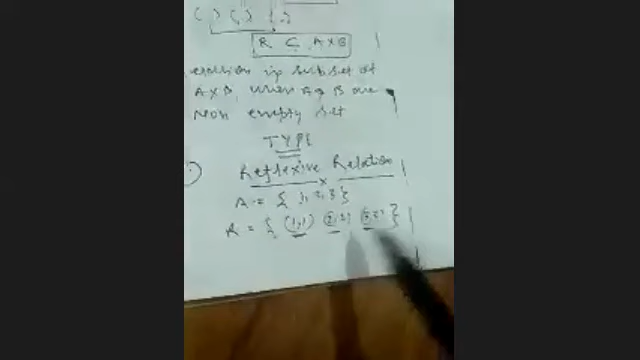 ( ) ( , ) ( , )
R ⊂ A×B
relation is subset of
A×B, when A & B are
Non empty set
TYPE
Reflexive Relation
A = { 1, 2, 3 }
R = { (1,1) (2,2) (3,3) }